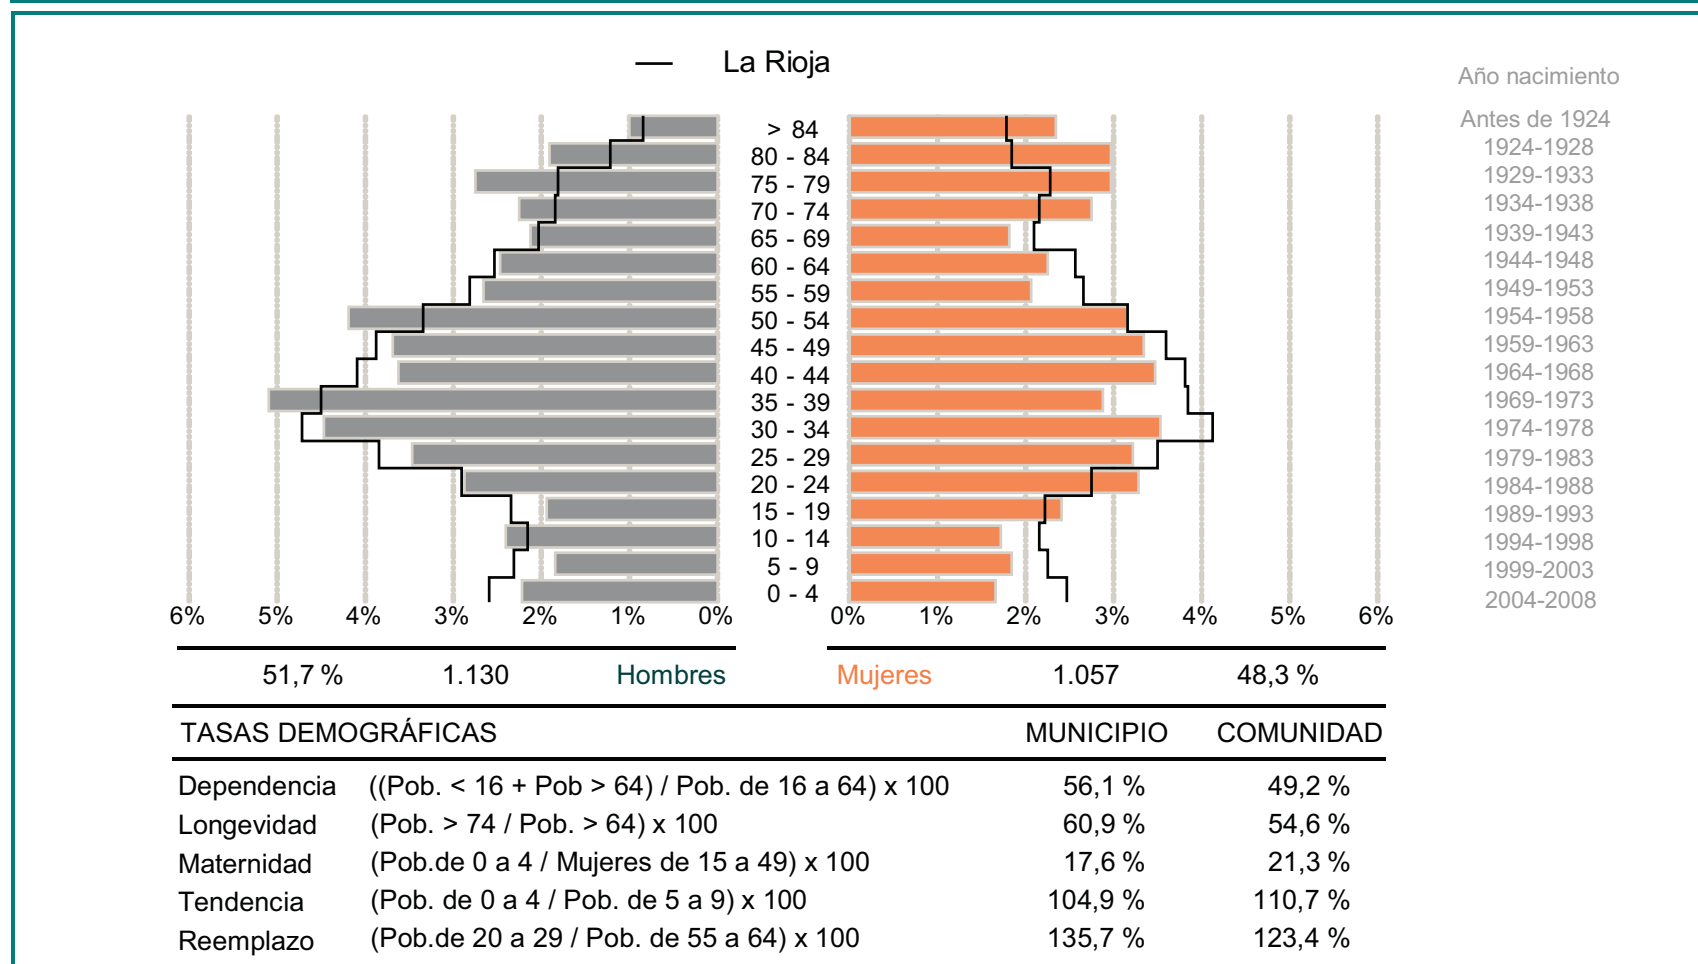 La Rioja
Año nacimiento
> 84 Antes de 1924
80 - 84 1924-1928
75 - 79 1929-1933
70 - 74 1934-1938
65 - 69 1939-1943
60 - 64 1944-1948
55 - 59 1949-1953
50 - 54 1954-1958
45 - 49 1959-1963
40 - 44 1964-1968
35 - 39 1969-1973
30 - 34 1974-1978
25 - 29 1979-1983
20 - 24 1984-1988
15 - 19 1989-1993
10 - 14 1994-1998
5 - 9 1999-2003
0 - 4 2004-2008
6% 5% 4% 3% 2% 1% 0% 0% 1% 2% 3% 4% 5% 6%
51,7 % 1.130 Hombres Mujeres 1.057 48,3 %
TASAS DEMOGRÁFICAS MUNICIPIO COMUNIDAD
Dependencia ((Pob. < 16 + Pob > 64) / Pob. de 16 a 64) x 100 56,1 % 49,2 %
Longevidad (Pob. > 74 / Pob. > 64) x 100 60,9 % 54,6 %
Maternidad (Pob.de 0 a 4 / Mujeres de 15 a 49) x 100 17,6 % 21,3 %
Tendencia (Pob. de 0 a 4 / Pob. de 5 a 9) x 100 104,9 % 110,7 %
Reemplazo (Pob.de 20 a 29 / Pob. de 55 a 64) x 100 135,7 % 123,4 %